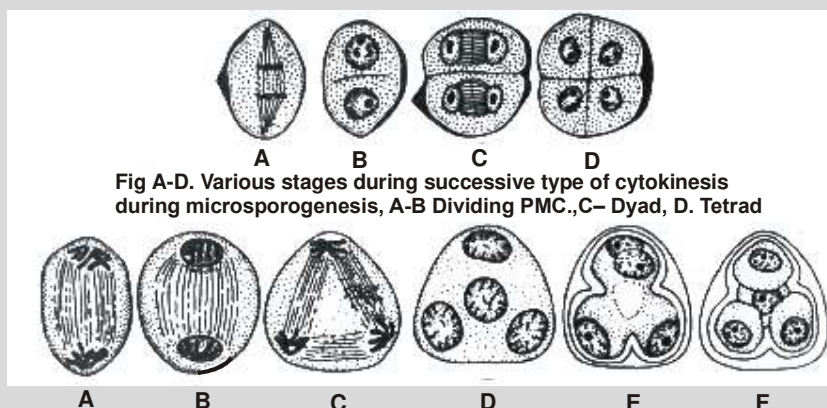 A B C D
Fig A-D. Various stages during successive type of cytokinesis
during microsporogenesis, A-B Dividing PMC.,C– Dyad, D. Tetrad
A B C D E F